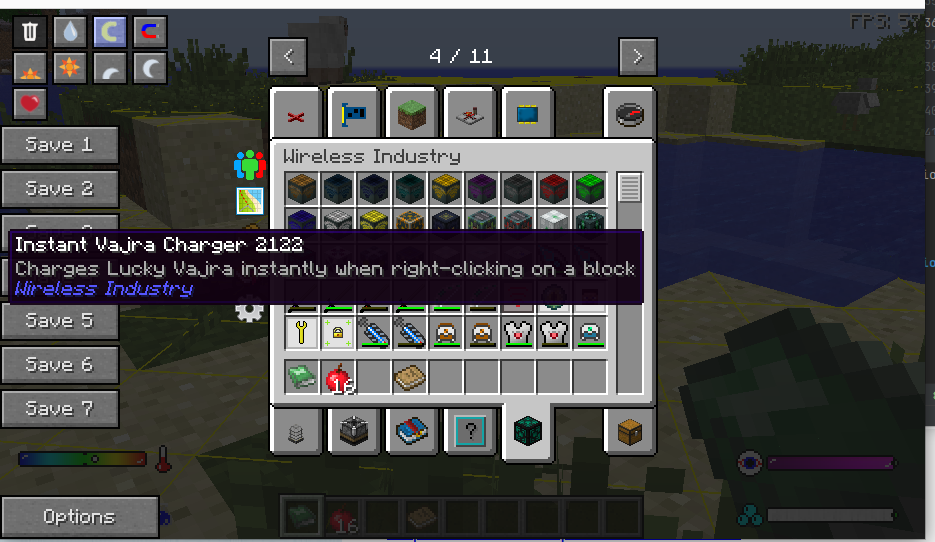 4 / 11
Save 1
Wireless Industry
Save 2
Instant Vajra Charger 2122
Charges Lucky Vajra instantly when right-clicking on a block
Wireless Industry
Save 5
Save 6
16
Save 7
Options
16